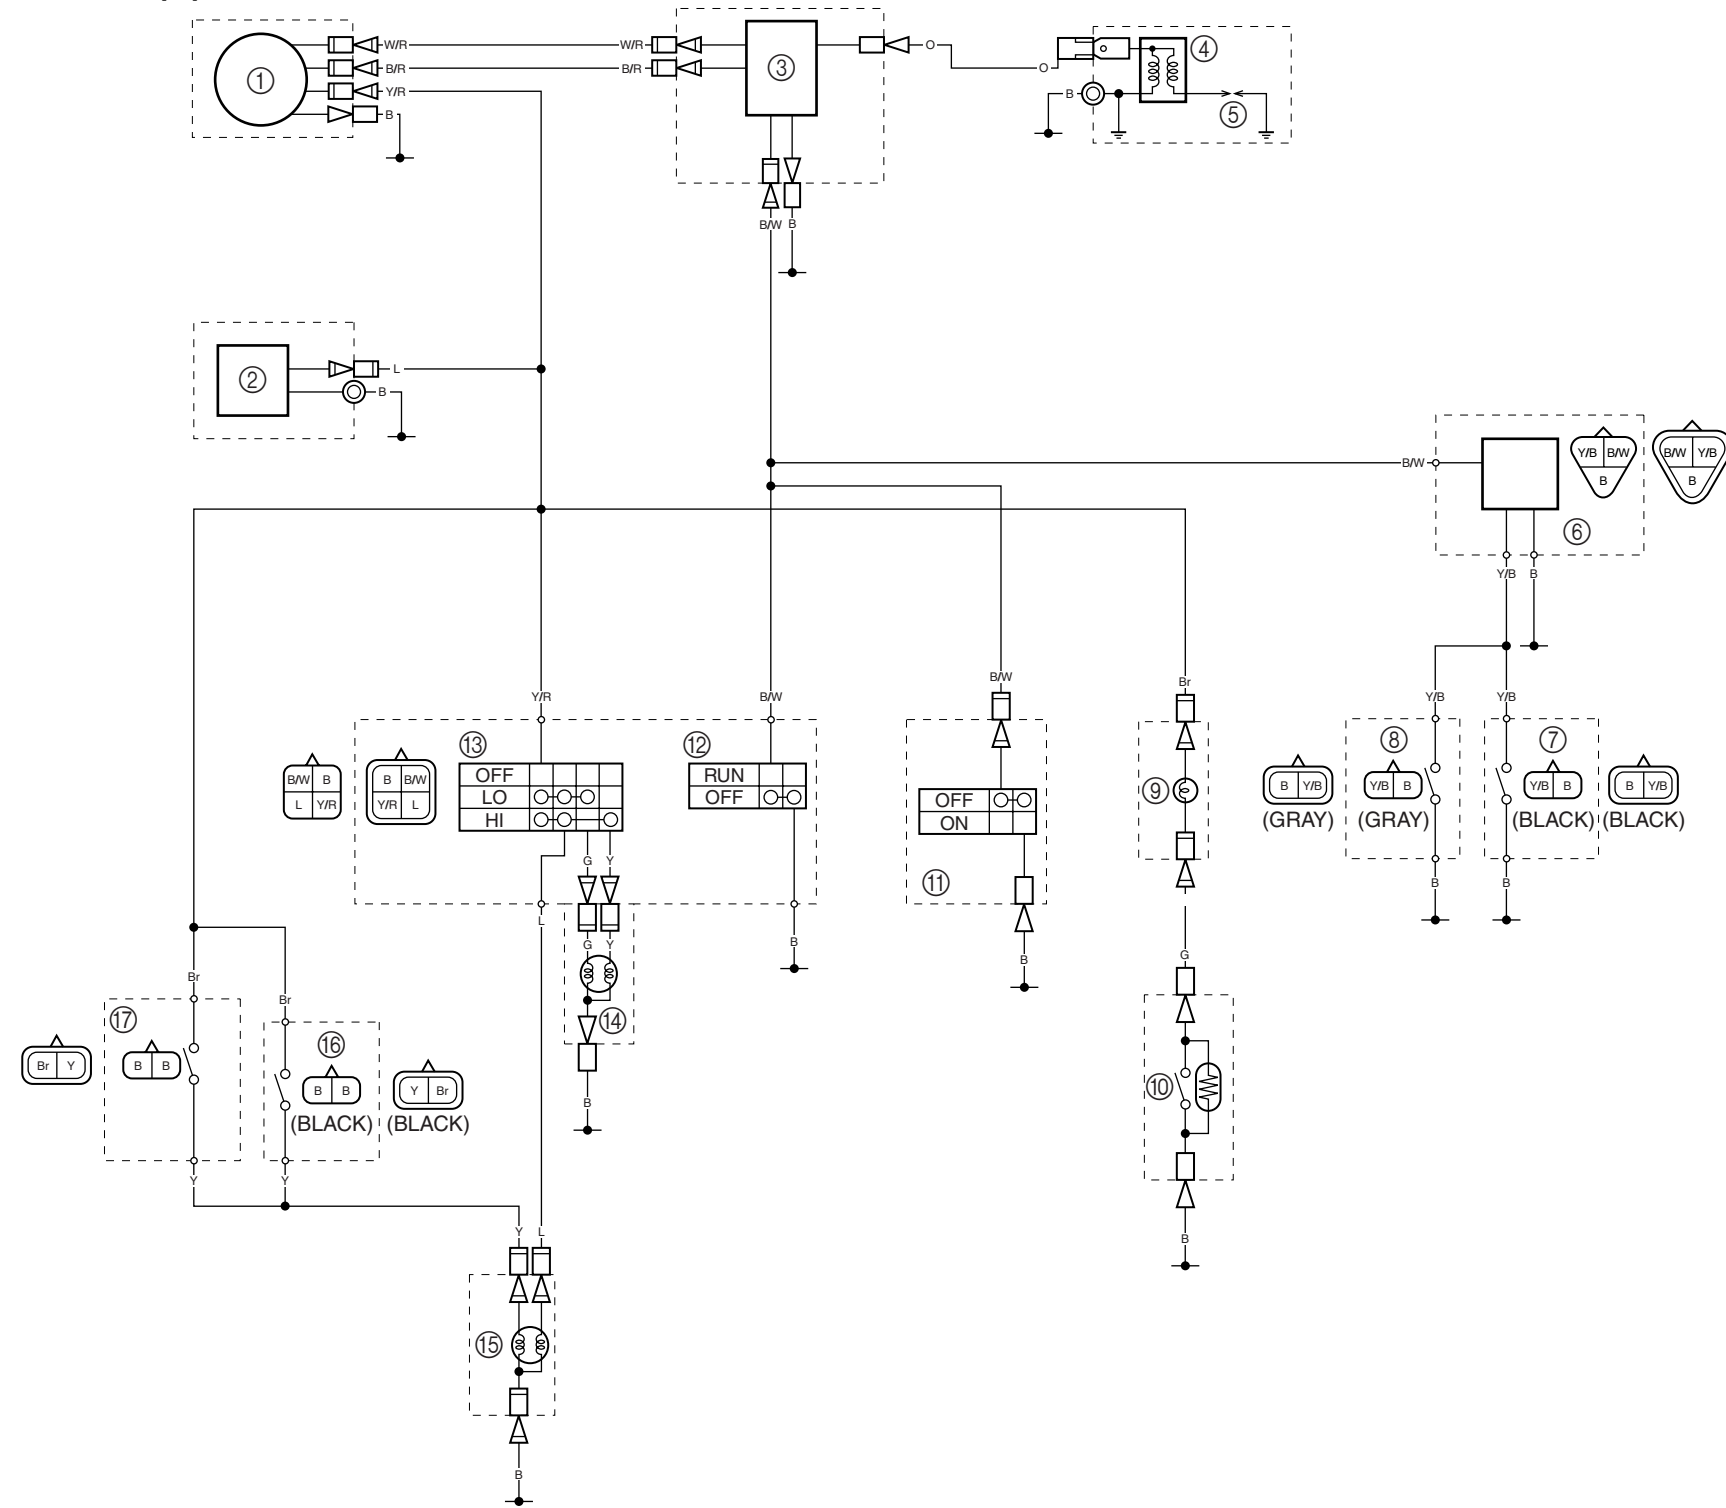 1 W/R W/R 3 O 4
B/R B/R O
Y/R
B B 5
B/W B
2 L
B
B/W Y/B B/W B/W Y/B
B B
6
Y/B B
Br B/W
Y/R B/W Y/B Y/B
13 12 8 7
B/W B B B/W OFF RUN
L Y/R Y/R L LO OFF 9 B Y/B Y/B B Y/B B B Y/B
HI OFF (GRAY) (GRAY) (BLACK) (BLACK)
ON
G Y 11 B B
L
G Y B G
B
Br
Br
17 14
16
Br Y B B 10
B B Y Br
(BLACK) (BLACK)
B
Y Y
Y L B
15
B